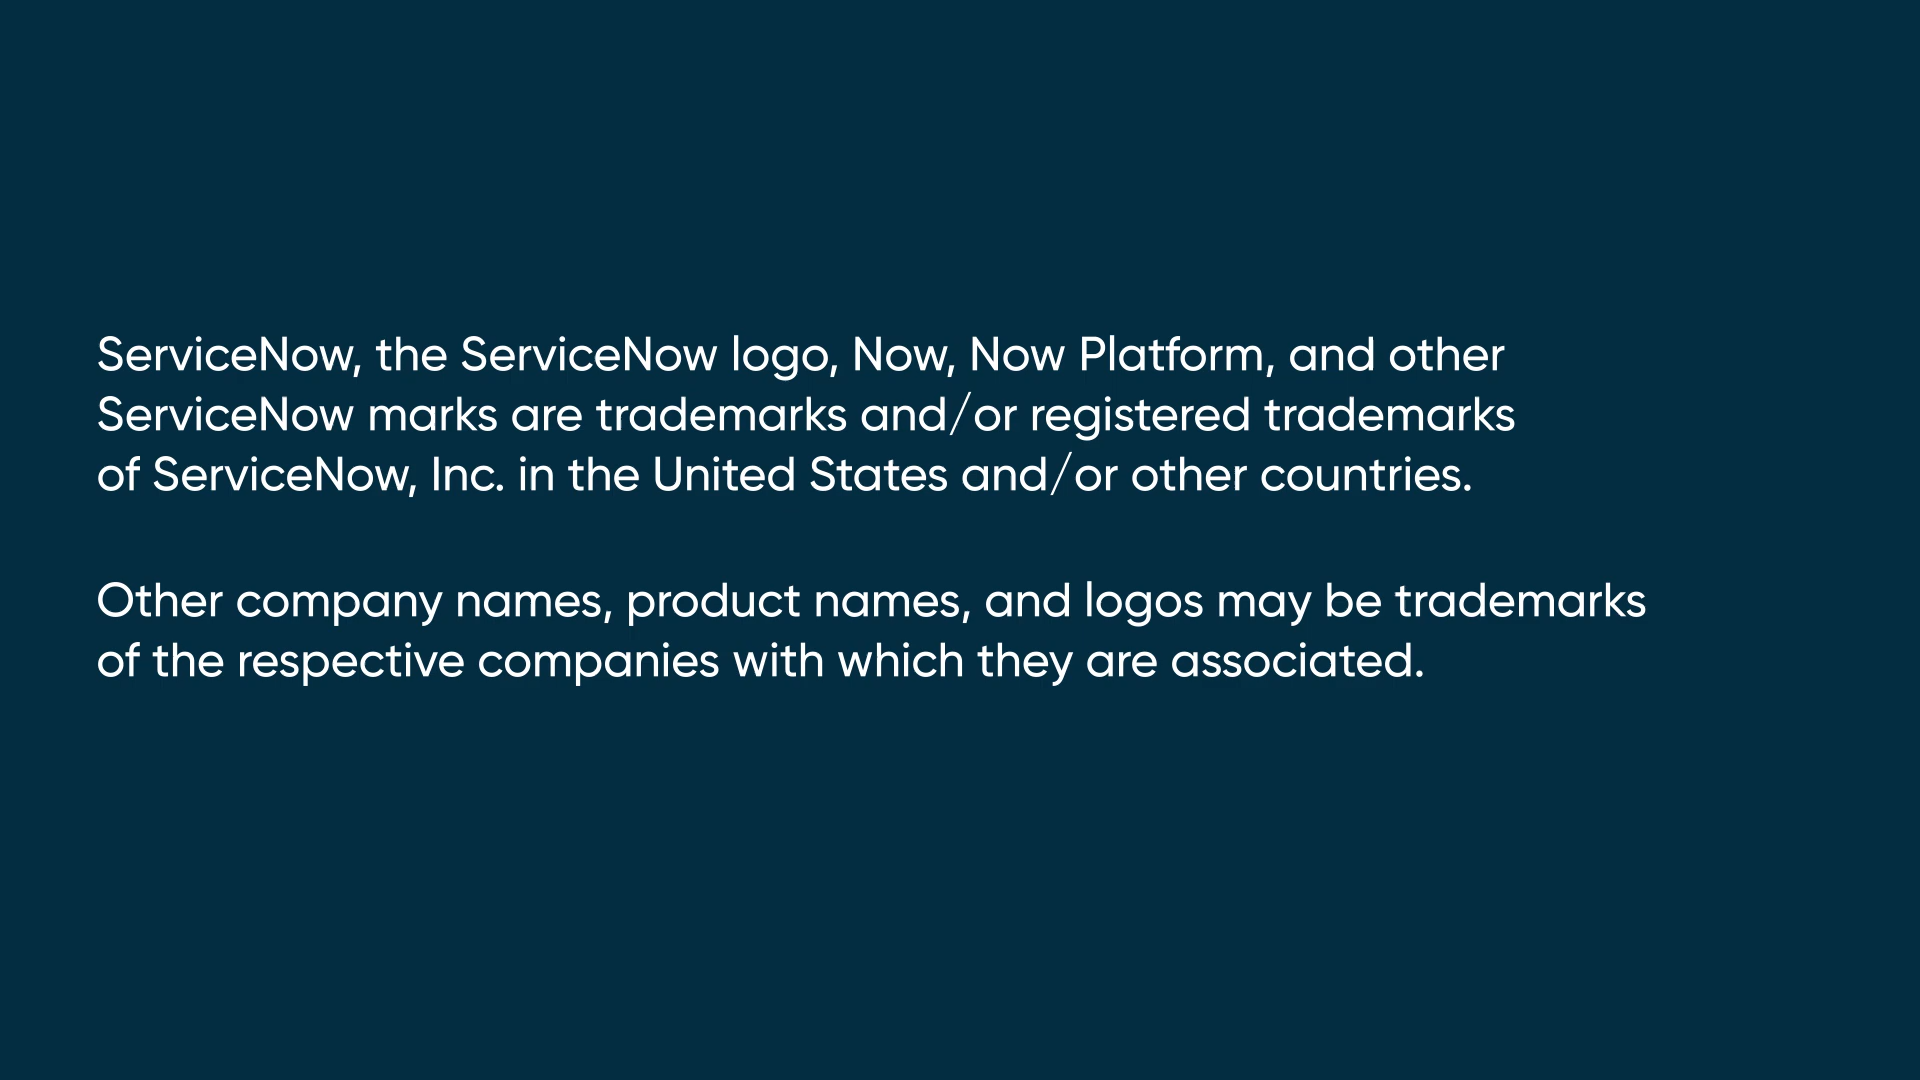 ServiceNow, the ServiceNow logo, Now, Now Platform, and other
ServiceNow marks are trademarks and/or registered trademarks
of ServiceNow, Inc. in the United States and/or other countries.
Other company names, product names, and logos may be trademarks
of the respective companies with which they are associated.